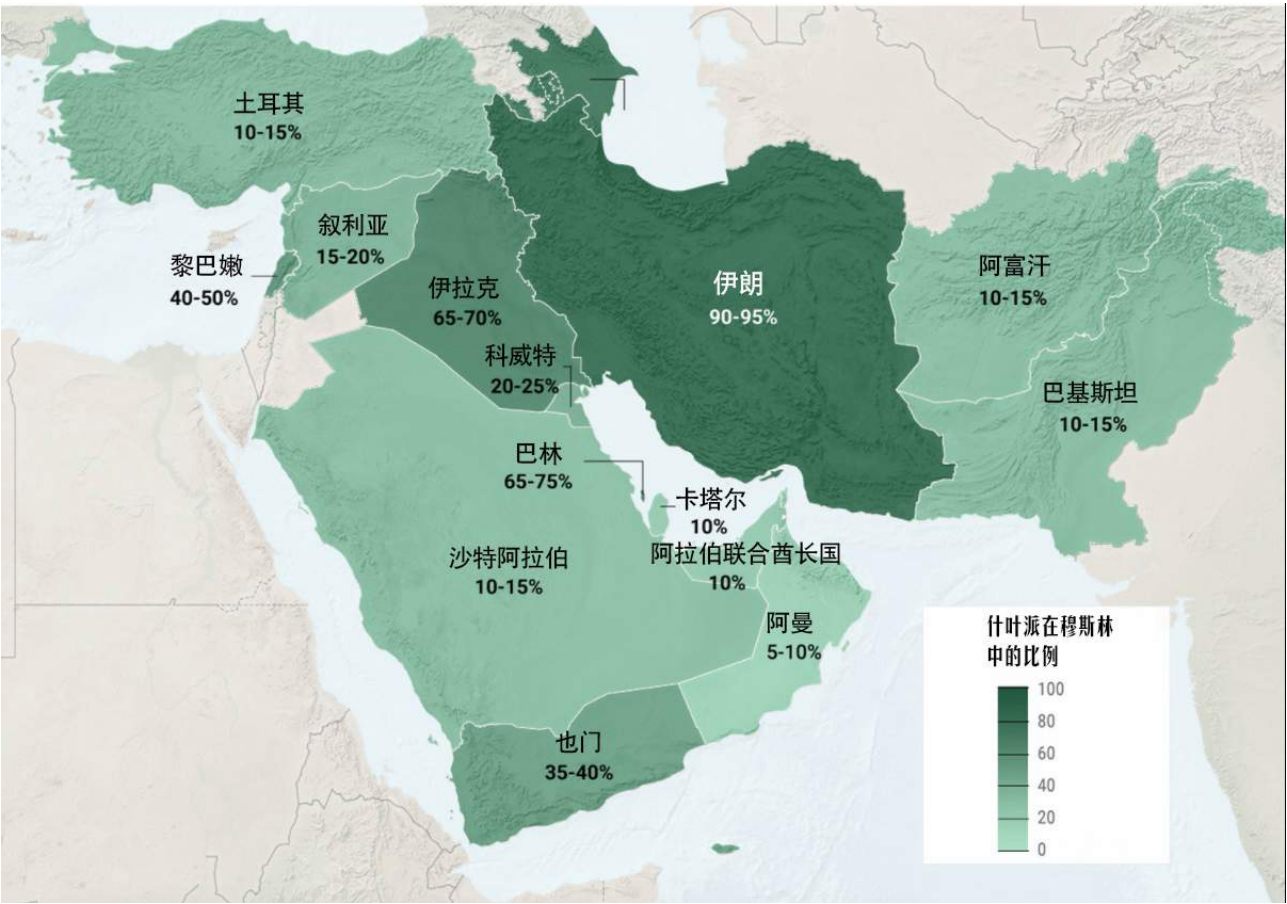 土耳其
10-15%
叙利亚
15-20%
黎巴嫩
40-50%
伊拉克
65-70%
伊朗
90-95%
阿富汗
10-15%
科威特
20-25%
巴基斯坦
10-15%
巴林
65-75%
卡塔尔
10%
沙特阿拉伯
10-15%
阿拉伯联合酋长国
10%
阿曼
5-10%
也门
35-40%
什叶派在穆斯林
中的比例
100
80
60
40
20
0